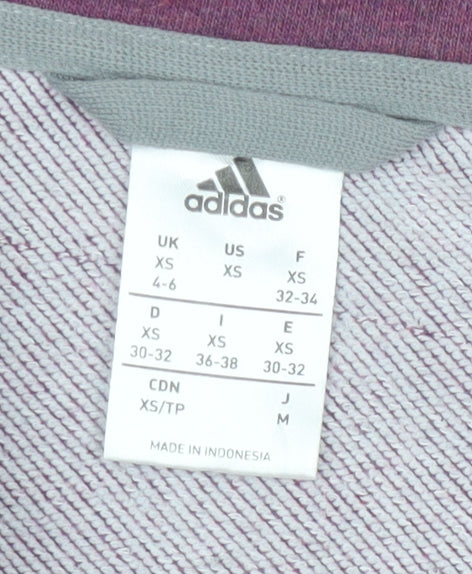 adidas®
UK US F
XS XS XS
4-6 32-34
D I E
XS XS XS
30-32 36-38 30-32
CDN J
XS/TP M
MADE IN INDONESIA